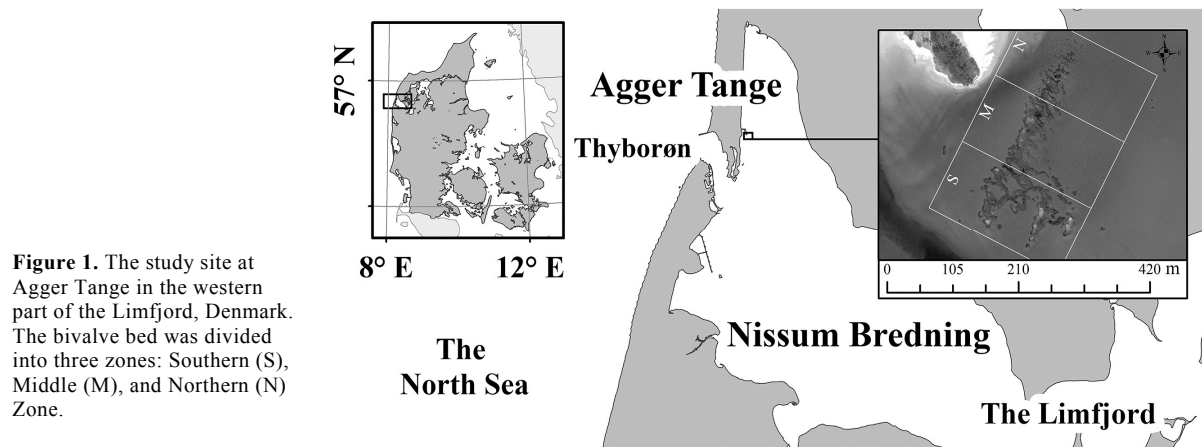 Figure 1. The study site at
Agger Tange in the western
part of the Limfjord, Denmark.
The bivalve bed was divided
into three zones: Southern (S),
Middle (M), and Northern (N)
Zone.
57° N
8° E
12° E
The
North Sea
Agger Tange
Thyborøn
Nissum Bredning
The Limfjord
N
M
S
N
W
E
S
0
105
210
420 m